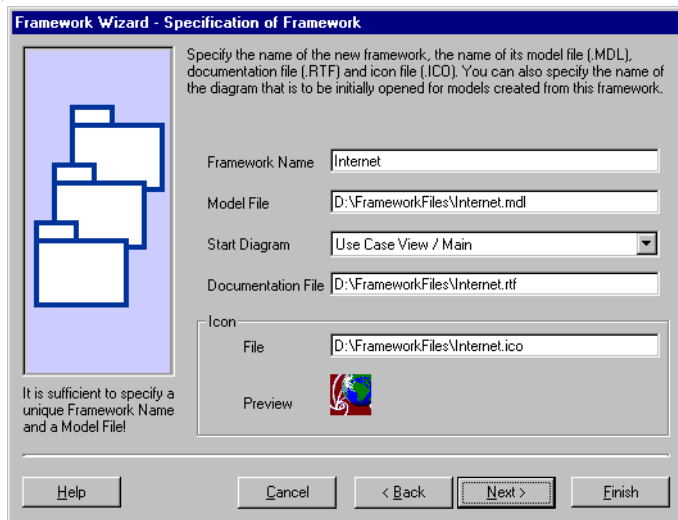 Framework Wizard - Specification of Framework
Specify the name of the new framework, the name of its model file (.MDL),
documentation file (.RTF) and icon file (.ICO). You can also specify the name of
the diagram that is to be initially opened for models created from this framework.
Framework Name Internet
Model File D:\FrameworkFiles\Internet.mdl
Start Diagram Use Case View / Main
Documentation File D:\FrameworkFiles\Internet.rtf
Icon
File D:\FrameworkFiles\Internet.ico
Preview
It is sufficient to specify a
unique Framework Name
and a Model File!
Help Cancel < Back Next > Finish